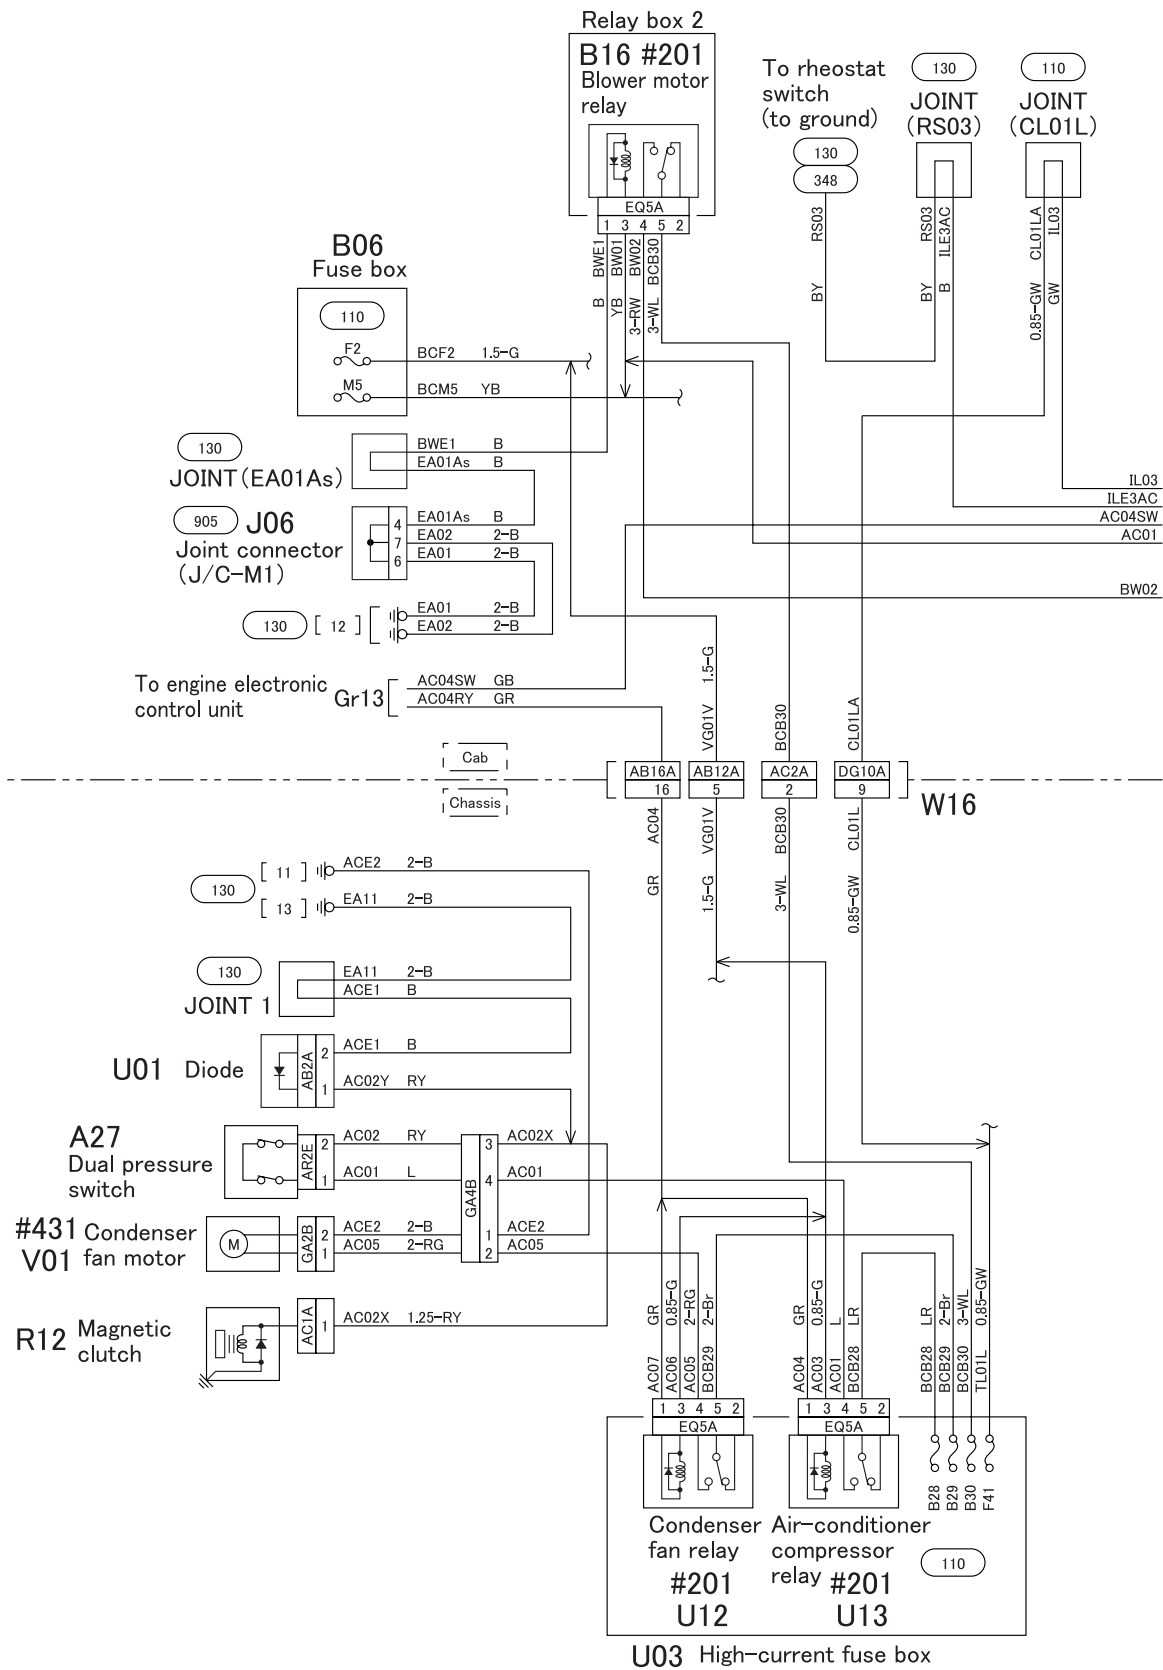 Relay box 2
B16 #201
Blower motor
relay
EQ5A
1 3 4 5 2
BWE1
BW01
BW02
BCB30
B
YB
3-RW
3-WL
To rheostat
switch
(to ground)
130
348
RS03
BY
130
JOINT
(RS03)
RS03
ILE3AC
BY
B
110
JOINT
(CL01L)
CL01LA
IL03
0.85-GW
GW
B06
Fuse box
110
F2
BCF2 1.5-G
M5
BCM5 YB
130
JOINT(EA01As)
BWE1 B
EA01As B
905 J06
Joint connector
(J/C-M1)
4 EA01As B
7 EA02 2-B
6 EA01 2-B
130 [ 12 ]
EA01 2-B
EA02 2-B
IL03
ILE3AC
AC04SW
AC01
BW02
To engine electronic
control unit
Gr13
AC04SW GB
AC04RY GR
1.5-G
VG01V
BCB30
CL01LA
Cab
Chassis
AB16A
16
AB12A
5
AC2A
2
DG10A
9
W16
AC04
GR
VG01V
1.5-G
BCB30
3-WL
CL01L
0.85-GW
130
[ 11 ] ACE2 2-B
[ 13 ] EA11 2-B
130
JOINT 1
EA11 2-B
ACE1 B
U01 Diode
AB2A
2 ACE1 B
1 AC02Y RY
A27
Dual pressure
switch
AR2E
2 AC02 RY
1 AC01 L
GA4B
3 AC02X
4 AC01
1 ACE2
2 AC05
#431 Condenser
V01 fan motor
M
GA2B
2 ACE2 2-B
1 AC05 2-RG
R12 Magnetic
clutch
AC1A
1 AC02X 1.25-RY
GR
0.85-G
2-RG
2-Br
AC07
AC06
AC05
BCB29
GR
0.85-G
L
LR
AC04
AC03
AC01
BCB28
LR
2-Br
3-WL
0.85-GW
BCB28
BCB29
BCB30
TL01L
1 3 4 5 2
EQ5A
1 3 4 5 2
EQ5A
B28
B29
B30
F41
Condenser
fan relay
#201
U12
Air-conditioner
compressor
relay #201
U13
110
U03 High-current fuse box